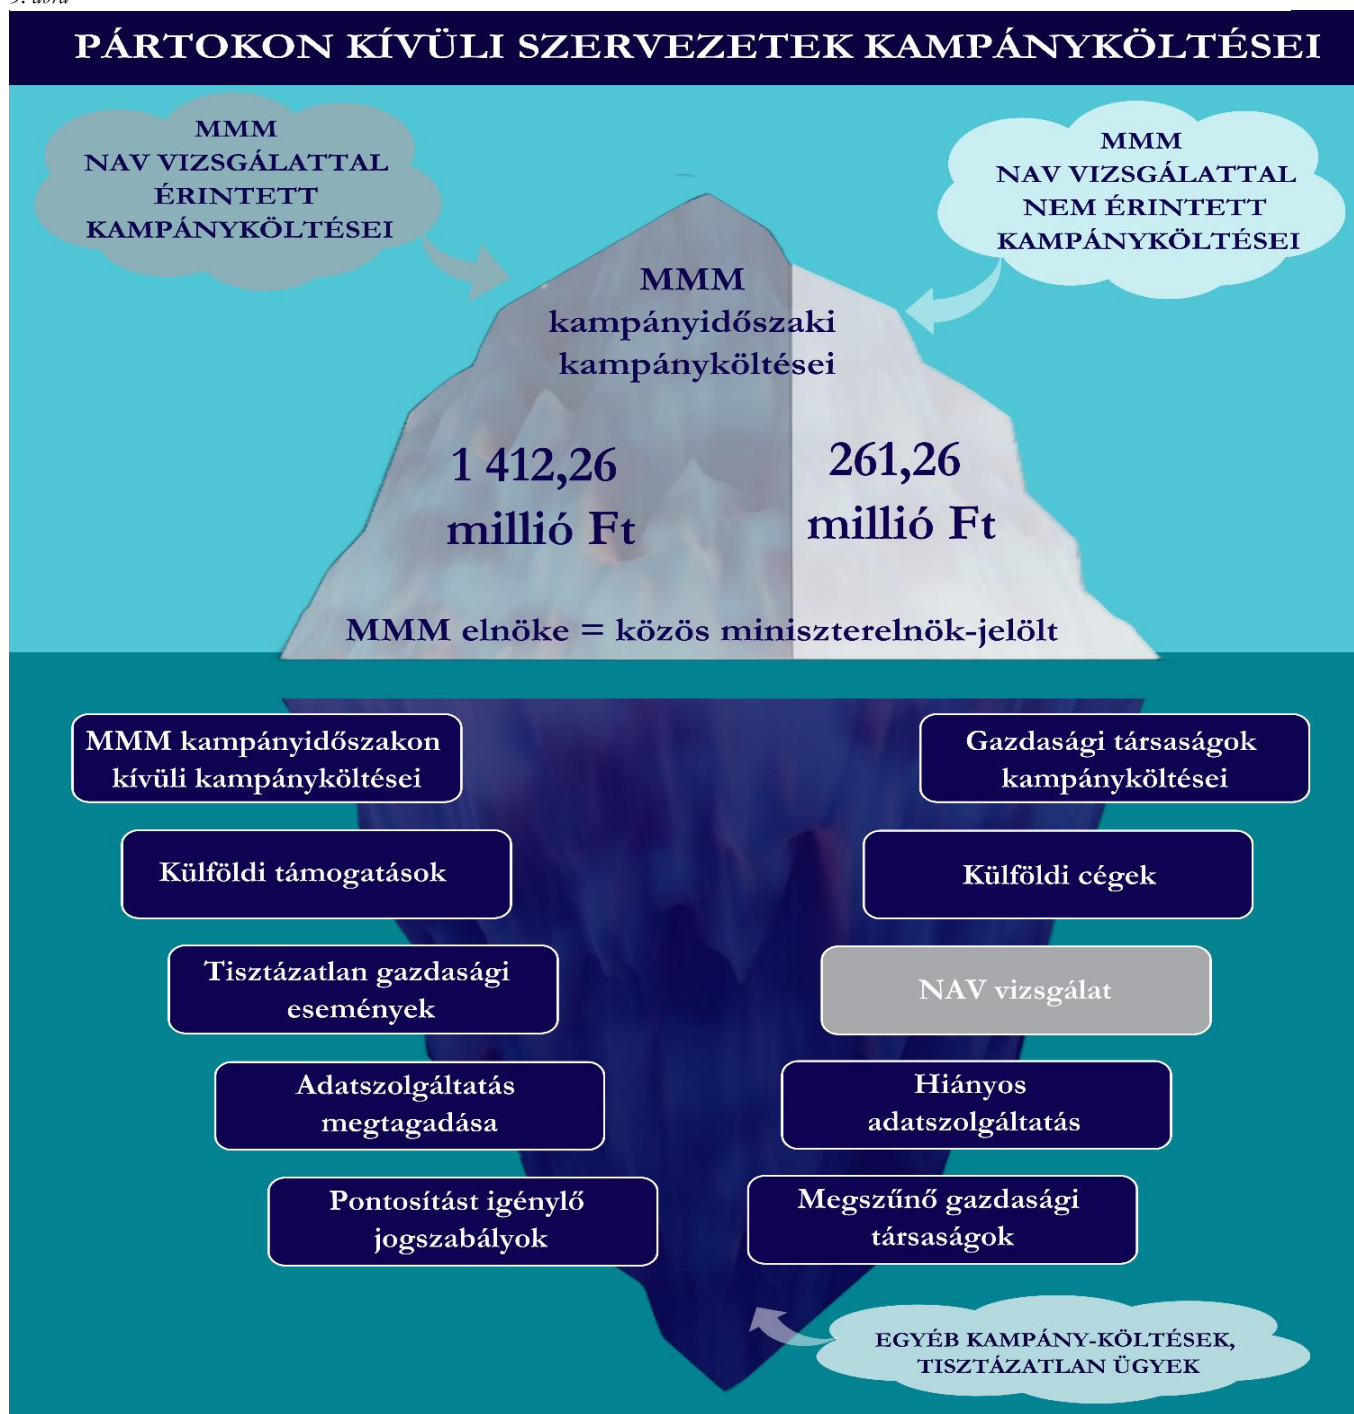 9. ábra
PÁRTOKON KÍVÜLI SZERVEZETEK KAMPÁNYKÖLTÉSEI
MMM
NAV VIZSGÁLATTAL
ÉRINTETT
KAMPÁNYKÖLTÉSEI
MMM
NAV VIZSGÁLATTAL
NEM ÉRINTETT
KAMPÁNYKÖLTÉSEI
MMM
kampányidőszaki
kampányköltései
1 412,26
millió Ft
261,26
millió Ft
MMM elnöke = közös miniszterelnök-jelölt
MMM kampányidőszakon
kívüli kampányköltései
Gazdasági társaságok
kampányköltései
Külföldi támogatások
Külföldi cégek
Tisztázatlan gazdasági
események
NAV vizsgálat
Adatszolgáltatás
megtagadása
Hiányos
adatszolgáltatás
Pontosítást igénylő
jogszabályok
Megszűnő gazdasági
társaságok
EGYÉB KAMPÁNY-KÖLTÉSEK,
TISZTÁZATLAN ÜGYEK